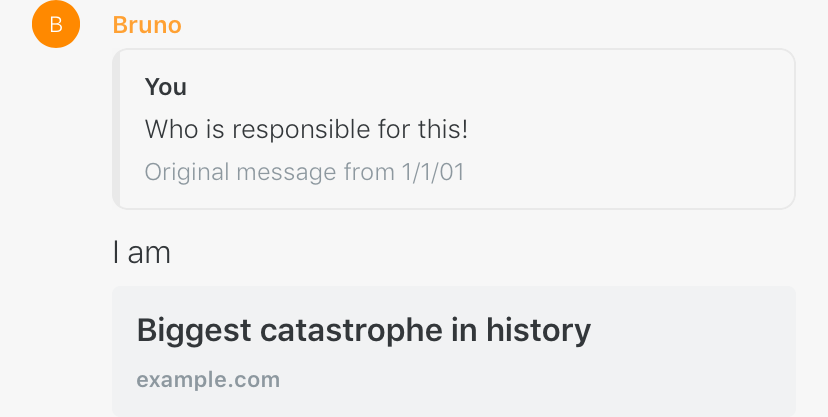 B
Bruno
You
Who is responsible for this!
Original message from 1/1/01
I am
Biggest catastrophe in history
example.com